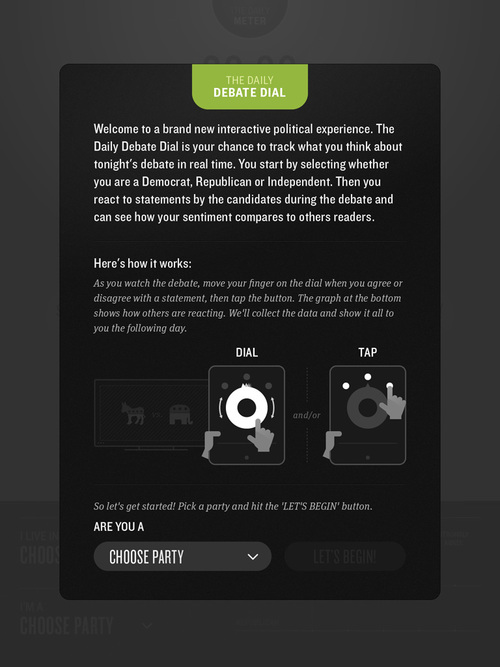 METER
THE DAILY
DEBATE DIAL
Welcome to a brand new interactive political experience. The
Daily Debate Dial is your chance to track what you think about
tonight's debate in real time. You start by selecting whether
you are a Democrat, Republican or Independent. Then you
react to statements by the candidates during the debate and
can see how your sentiment compares to others readers.
Here's how it works:
As you watch the debate, move your finger on the dial when you agree or
disagree with a statement, then tap the button. The graph at the bottom
shows how others are reacting. We'll collect the data and show it all to
you the following day.
DIAL
TAP
vs.
and/or
So let's get started! Pick a party and hit the 'LET'S BEGIN' button.
ARE YOU A
CHOOSE PARTY
LET'S BEGIN!
I LIVE IN
CHOOS
I'M A
CHOOSE PARTY